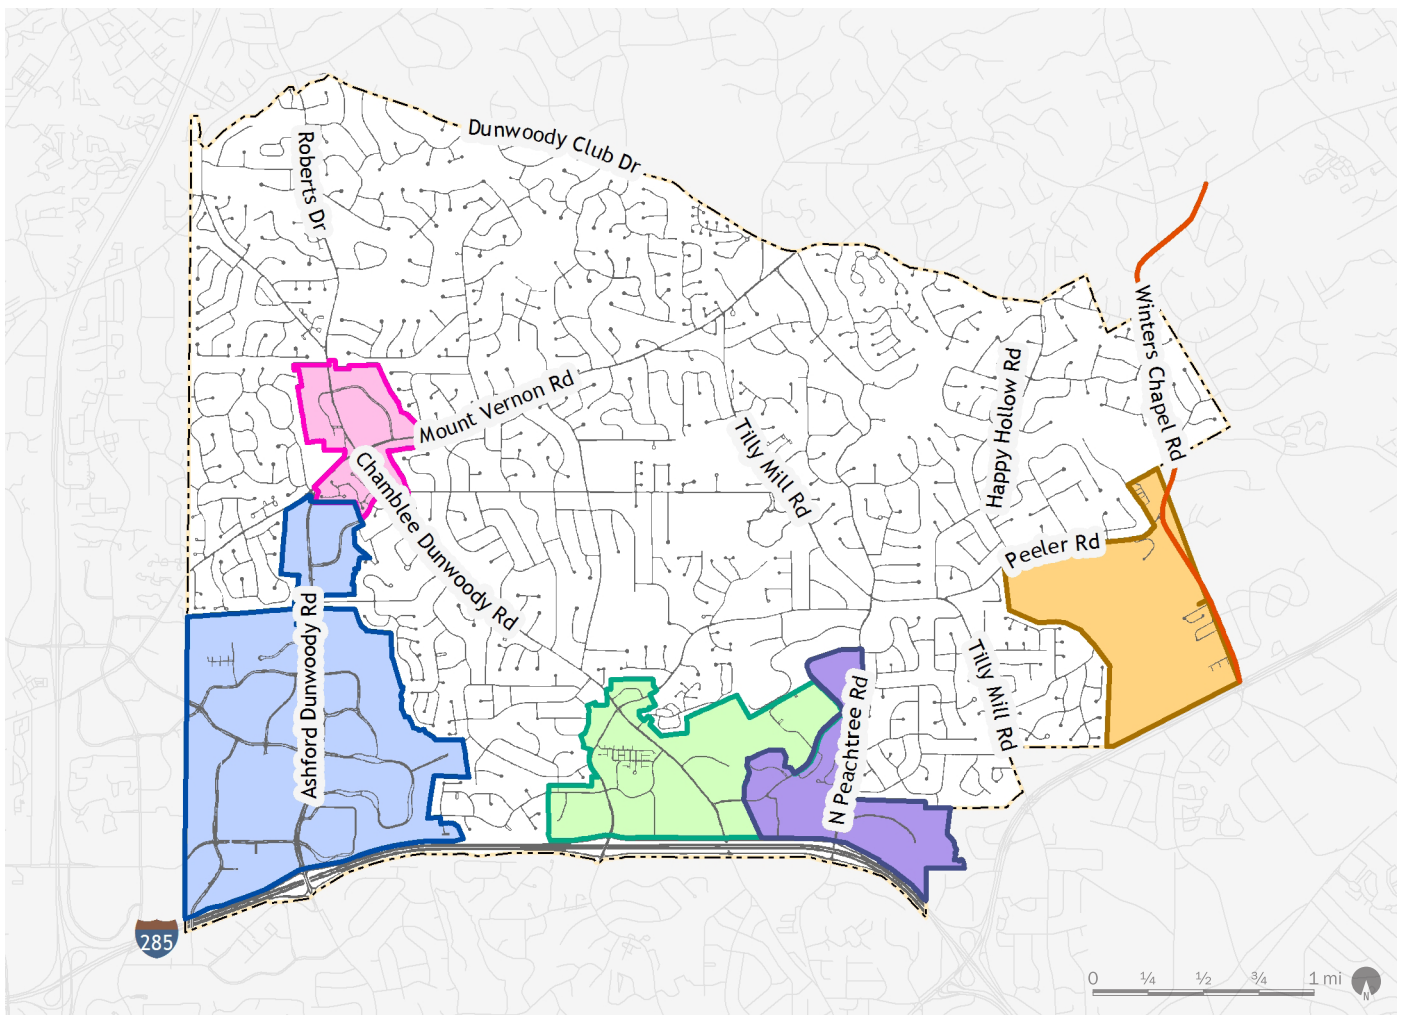 Dunwoody Club Dr
Roberts Dr
Winters Chapel Rd
Happy Hollow Rd
Mount Vernon Rd
Tilly Mill Rd
Chamblee Dunwoody Rd
Peeler Rd
Ashford Dunwoody Rd
Tilly Mill Rd
N Peachtree Rd
285
0 ¼ ½ ¾ 1 mi
N